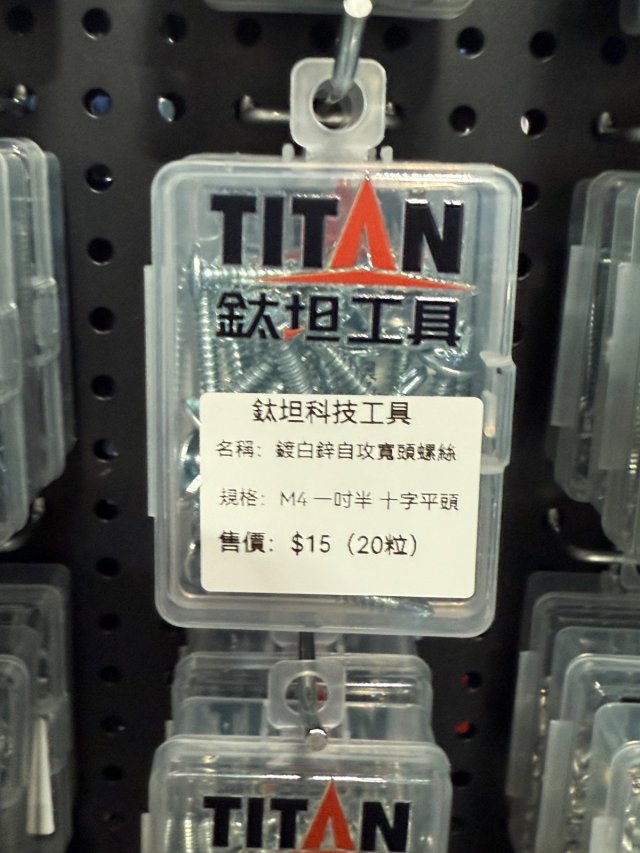 TITAN
鈦坦工具
鈦坦科技工具
名稱: 鍍白鋅自攻寬頭螺絲
規格: M4 一吋半 十字平頭
售價: $15 (20粒)
TITAN